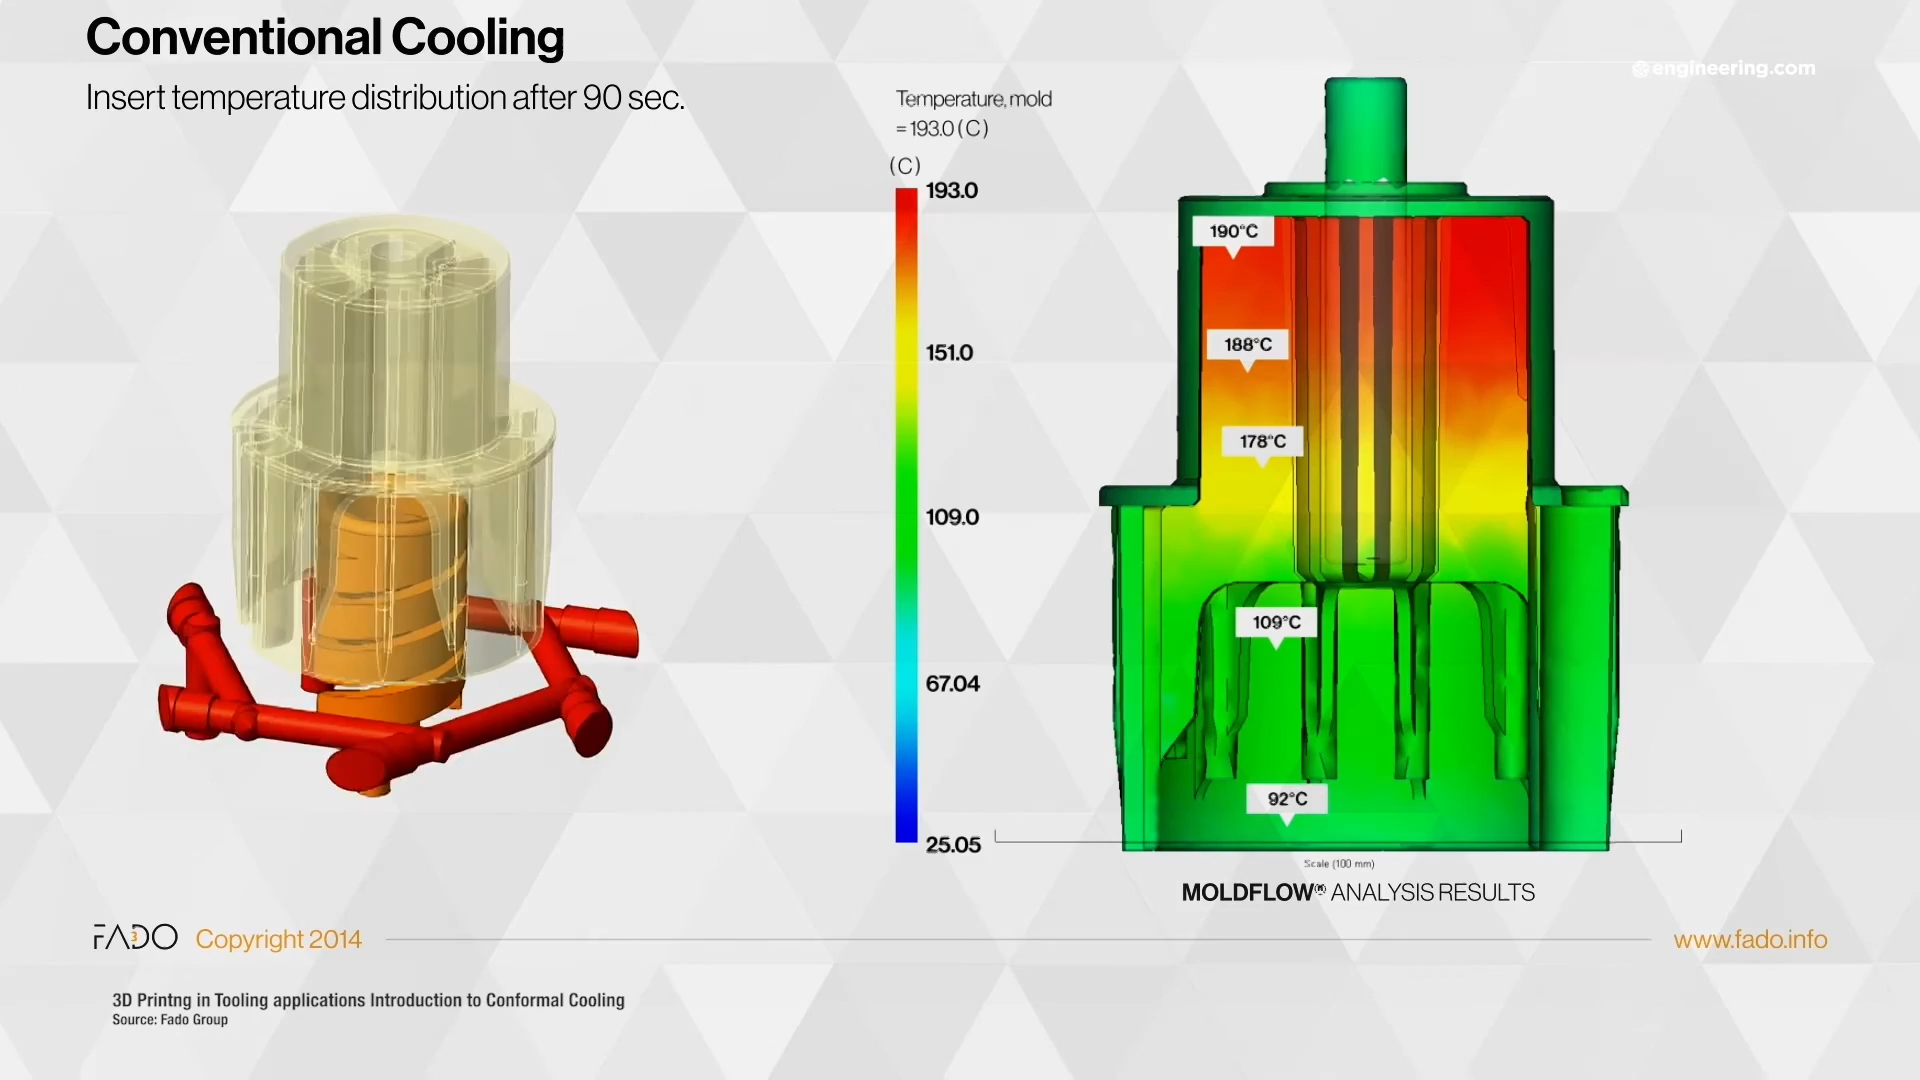 Conventional Cooling
Insert temperature distribution after 90 sec.
engineering.com
Temperature, mold
= 193.0 (C)
(C)
193.0
151.0
109.0
67.04
25.05
190°C
188°C
178°C
109°C
92°C
Scale (100 mm)
MOLDFLOW® ANALYSIS RESULTS
FA3DO Copyright 2014
www.fado.info
3D Printng in Tooling applications Introduction to Conformal Cooling
Source: Fado Group